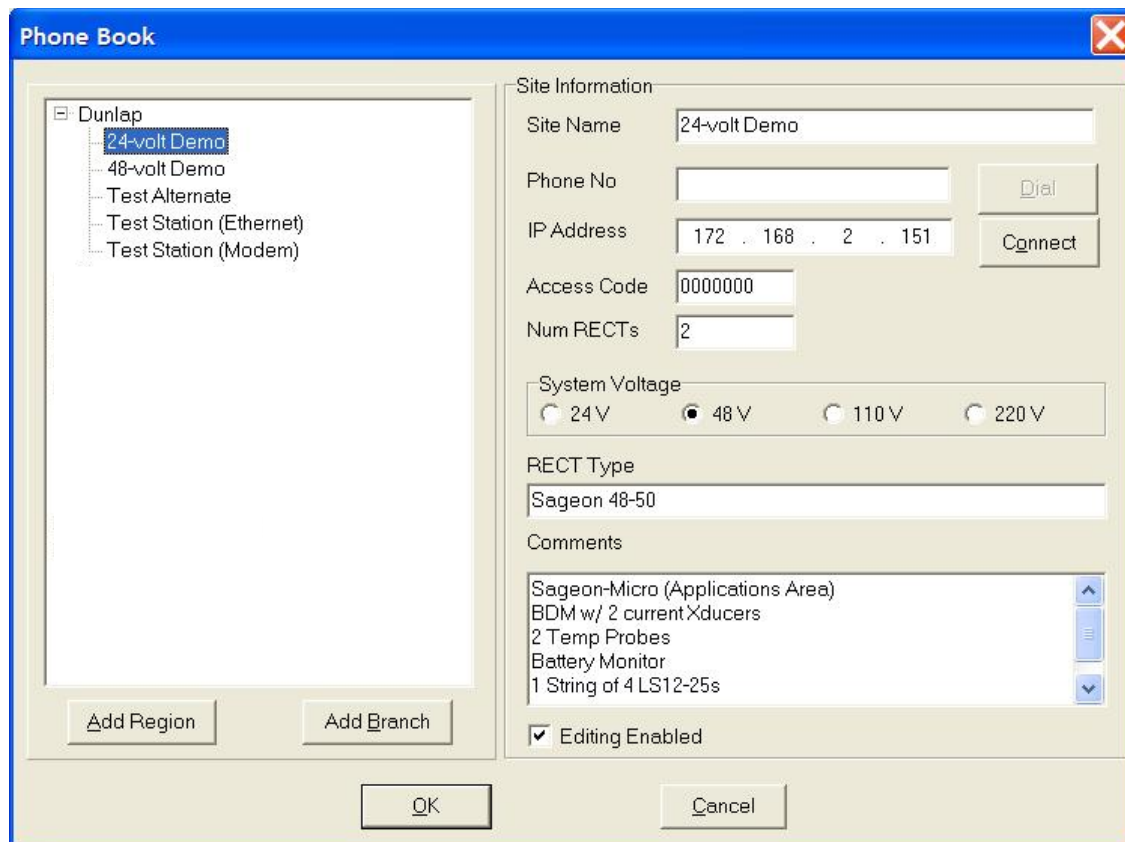 Phone Book
Dunlap
24-volt Demo
48-volt Demo
Test Alternate
Test Station (Ethernet)
Test Station (Modem)
Add Region
Add Branch
Site Information
Site Name
24-volt Demo
Phone No
Dial
IP Address
172 . 168 . 2 . 151
Connect
Access Code
0000000
Num RECTs
2
System Voltage
24 V
48 V
110 V
220 V
RECT Type
Sageon 48-50
Comments
Sageon-Micro (Applications Area)
BDM w/ 2 current Xducers
2 Temp Probes
Battery Monitor
1 String of 4 LS12-25s
Editing Enabled
OK
Cancel